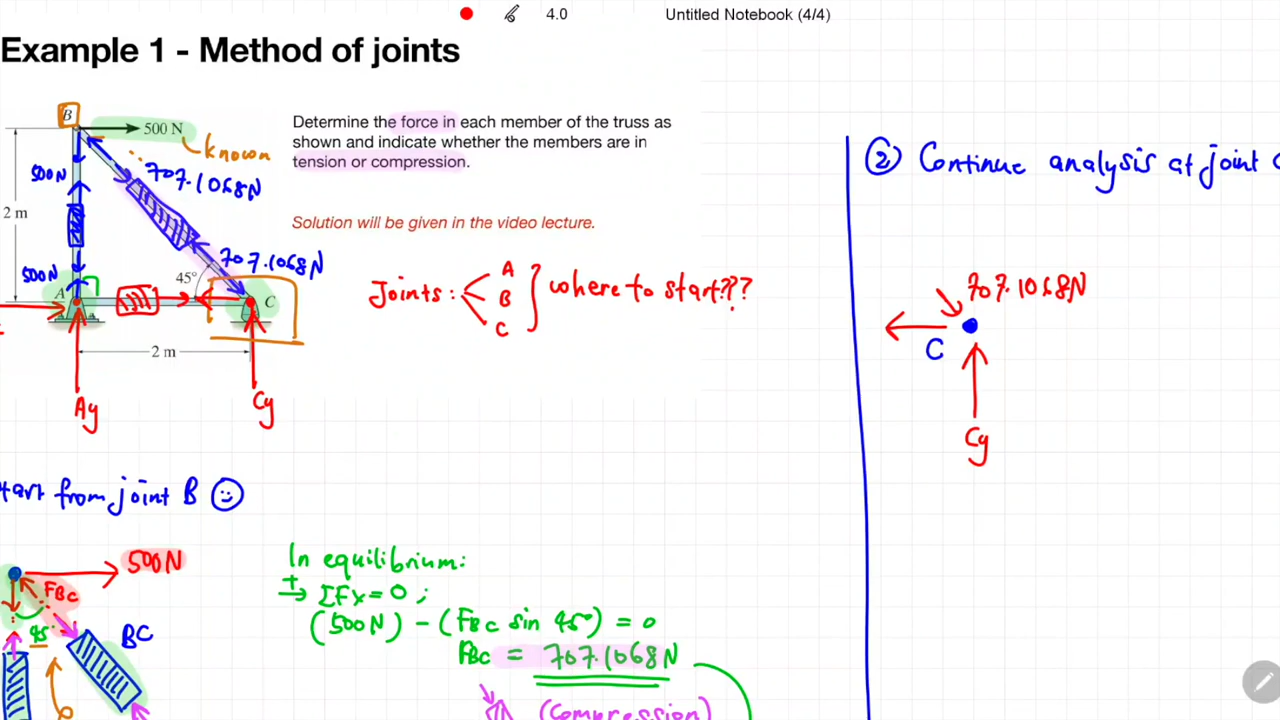 4.0
Untitled Notebook (4/4)
Example 1 - Method of joints
B
500 N
known
500N
707.1068N
2 m
500N
707.1068N
45°
A
C
2 m
Ay
Cy
Determine the force in each member of the truss as
shown and indicate whether the members are in
tension or compression.
Solution will be given in the video lecture.
Joints: A
B
C
where to start???
start from joint B
500N
FBC
45
BC
In equilibrium:
+→ ΣFx = 0 ;
(500N) - (FBC sin 45°) = 0
FBC = 707.1068N
(Compression)
② Continue analysis at joint C
707.1068N
C
Cy